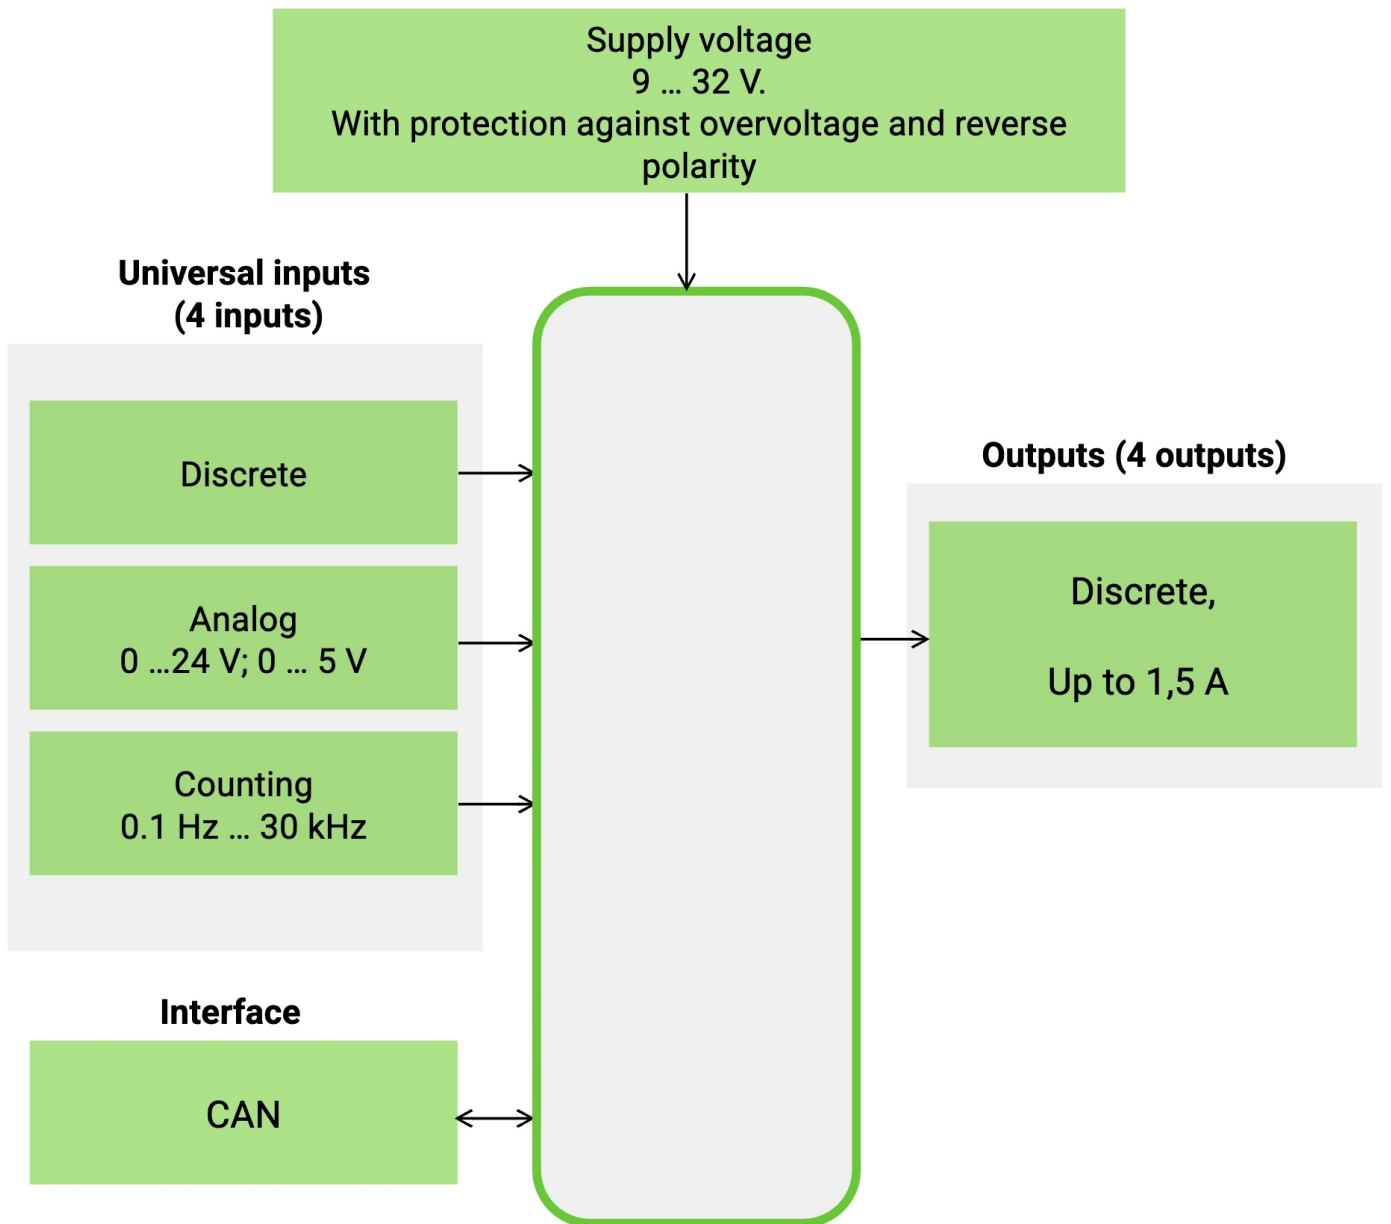 Supply voltage
9 ... 32 V.
With protection against overvoltage and reverse
polarity
Universal inputs
(4 inputs)
Discrete
Analog
0 ...24 V; 0 ... 5 V
Counting
0.1 Hz ... 30 kHz
Interface
CAN
Outputs (4 outputs)
Discrete,
Up to 1,5 A